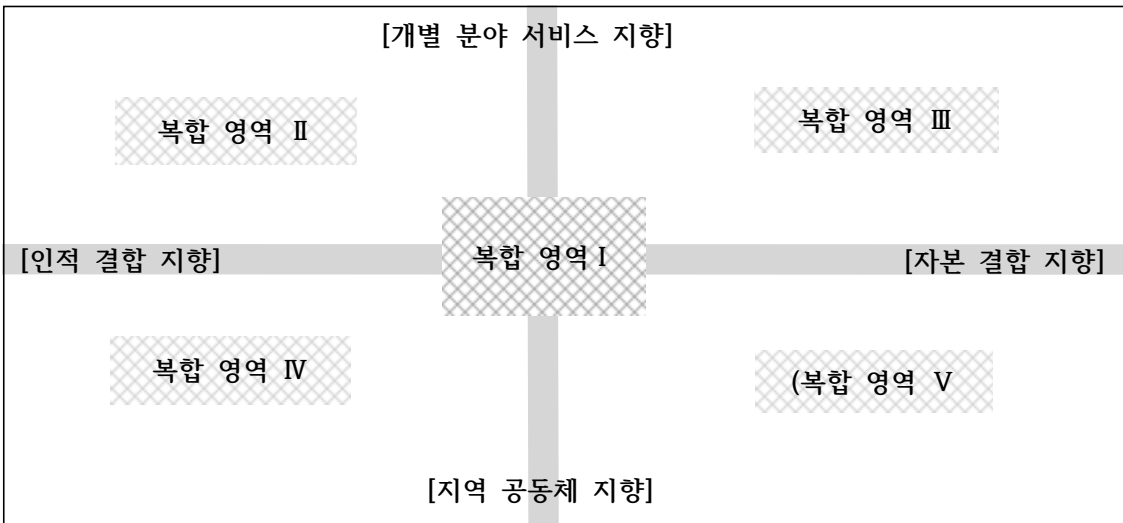 [개별 분야 서비스 지향]
복합 영역 Ⅱ
복합 영역 Ⅲ
복합 영역 Ⅰ
[인적 결합 지향]
[자본 결합 지향]
복합 영역 Ⅳ
(복합 영역 Ⅴ
[지역 공동체 지향]